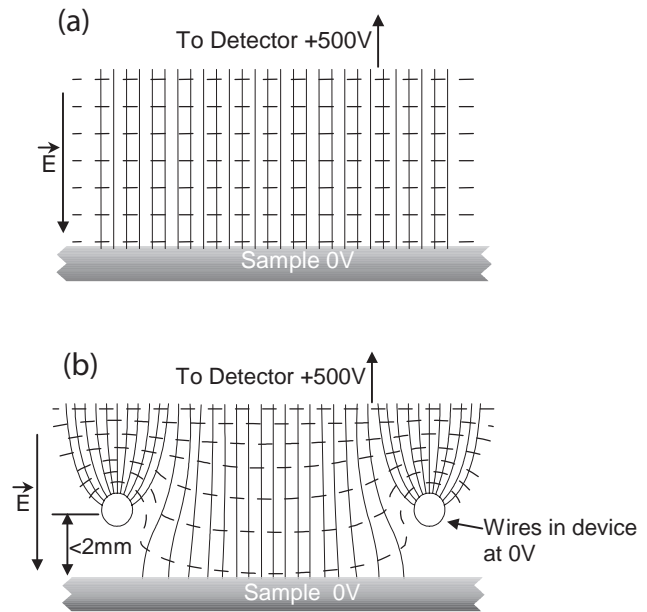 (a)
To Detector +500V
E
Sample 0V
(b)
To Detector +500V
E
<2mm
Wires in device
at 0V
Sample 0V